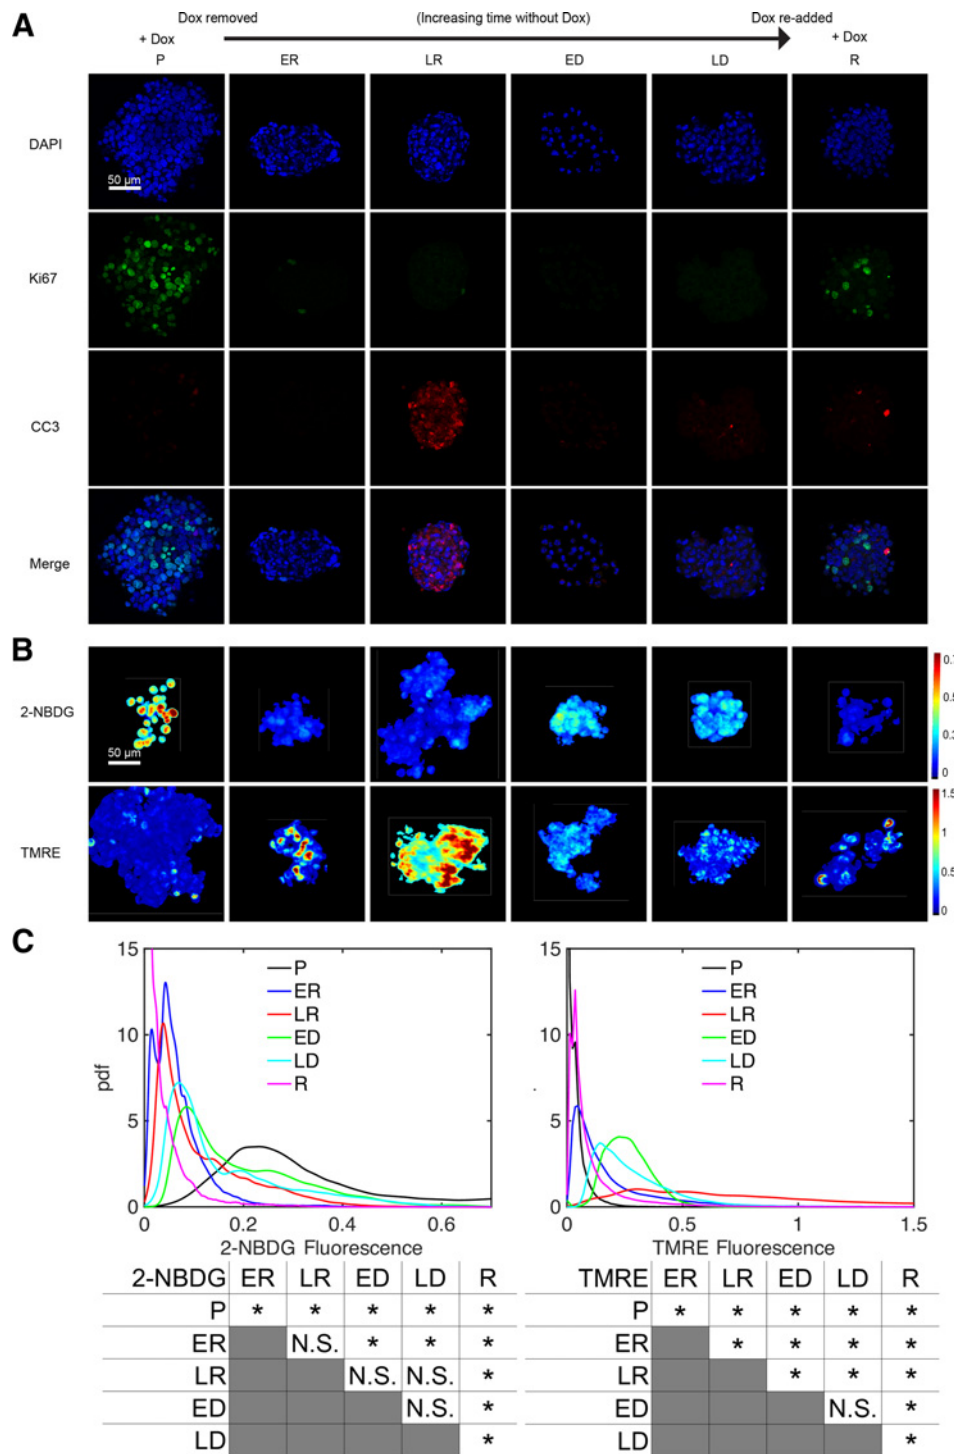 A
Dox removed (Increasing time without Dox) Dox re-added
+ Dox + Dox
P ER LR ED LD R
DAPI
50 µm
Ki67
CC3
Merge
B
2-NBDG
50 µm
0.7
0.3
0
TMRE
1.5
1
0.5
0
C
15 15
P P
ER ER
LR LR
ED ED
LD LD
R R
10 10
pdf
5 5
0 0
0 0.2 0.4 0.6 0 0.5 1 1.5
2-NBDG Fluorescence TMRE Fluorescence
2-NBDG ER LR ED LD R TMRE ER LR ED LD R
P * * * * * P * * * * *
ER N.S. * * * ER * * * *
LR N.S. N.S. * LR * * *
ED N.S. * ED N.S. *
LD * LD *